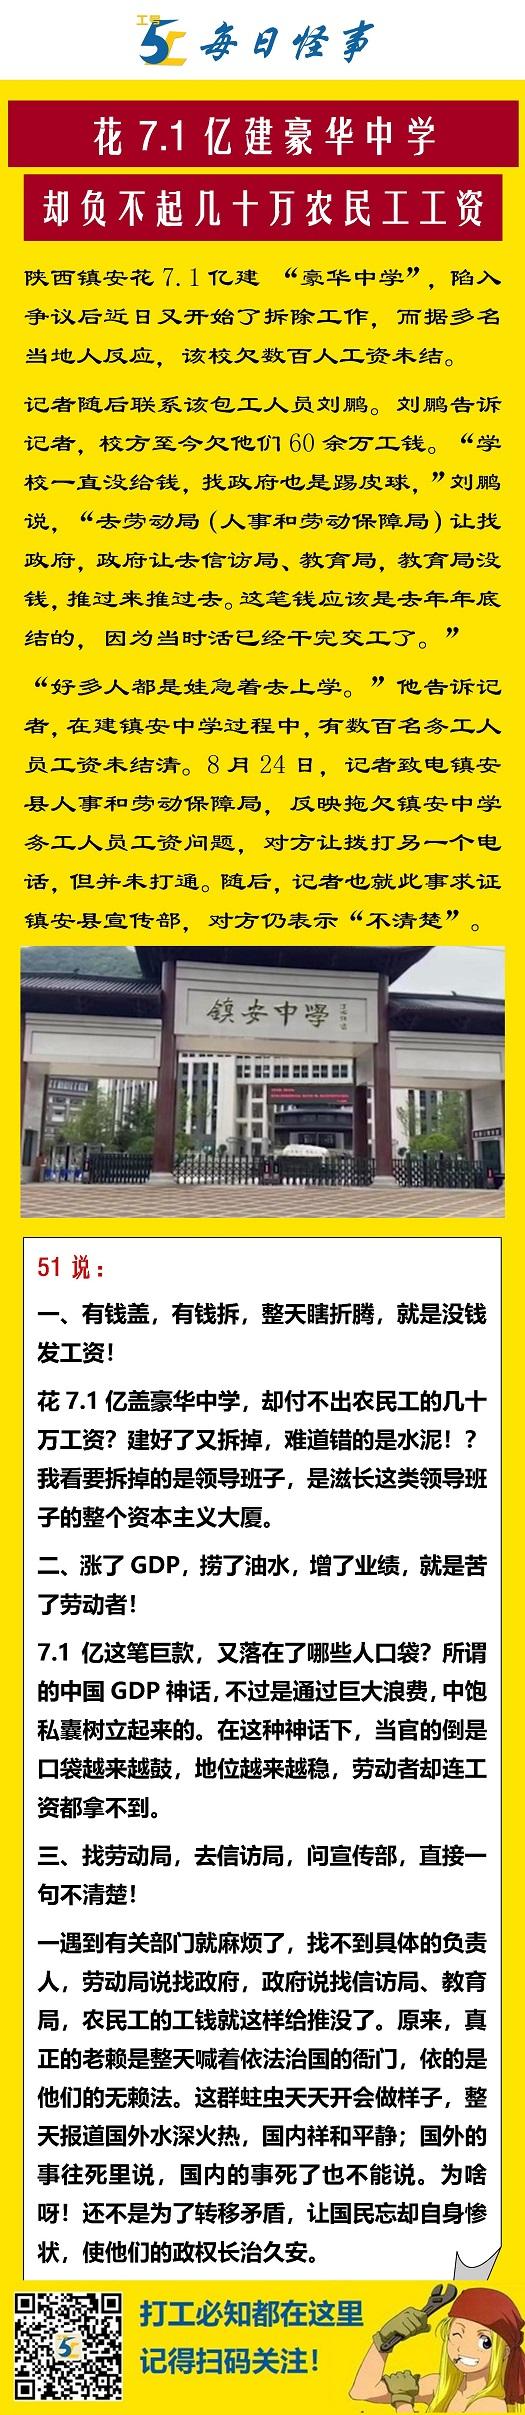 工号
51
每日怪事
花 7.1 亿建豪华中学
却负不起几十万农民工工资
陕西镇安花 7.1 亿建 “豪华中学”，陷入
争议后近日又开始了拆除工作，而据多名
当地人反应，该校欠数百人工资未结。
记者随后联系该包工人员刘鹏。刘鹏告诉
记者，校方至今欠他们 60 余万工钱。“学
校一直没给钱，找政府也是踢皮球，”刘鹏
说，“去劳动局（人事和劳动保障局）让找
政府，政府让去信访局、教育局，教育局没
钱，推过来推过去。这笔钱应该是去年年底
结的，因为当时活已经干完交工了。”
“好多人都是娃急着去上学。”他告诉记
者，在建镇安中学过程中，有数百名务工人
员工资未结清。8 月 24 日，记者致电镇安
县人事和劳动保障局，反映拖欠镇安中学
务工人员工资问题，对方让拨打另一个电
话，但并未打通。随后，记者也就此事求证
镇安县宣传部，对方仍表示“不清楚”。
镇安中学
51 说：
一、有钱盖，有钱拆，整天瞎折腾，就是没钱
发工资！
花 7.1 亿盖豪华中学，却付不出农民工的几十
万工资？建好了又拆掉，难道错的是水泥！？
我看要拆掉的是领导班子，是滋长这类领导班
子的整个资本主义大厦。
二、涨了 GDP，捞了油水，增了业绩，就是苦
了劳动者！
7.1 亿这笔巨款，又落在了哪些人口袋？所谓
的中国 GDP 神话，不过是通过巨大浪费，中饱
私囊树立起来的。在这种神话下，当官的倒是
口袋越来越鼓，地位越来越稳，劳动者却连工
资都拿不到。
三、找劳动局，去信访局，问宣传部，直接一
句不清楚！
一遇到有关部门就麻烦了，找不到具体的负责
人，劳动局说找政府，政府说找信访局、教育
局，农民工的工钱就这样给推没了。原来，真
正的老赖是整天喊着依法治国的衙门，依的是
他们的无赖法。这群蛀虫天天开会做样子，整
天报道国外水深火热，国内祥和平静；国外的
事往死里说，国内的事死了也不能说。为啥
呀！还不是为了转移矛盾，让国民忘却自身惨
状，使他们的政权长治久安。
打工必知都在这里
记得扫码关注！